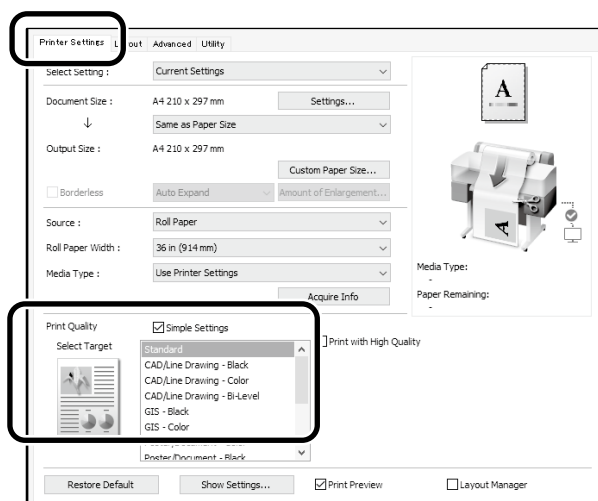 Printer Settings Layout Advanced Utility
Select Setting : Current Settings
Document Size : A4 210 x 297 mm Settings...
↓ Same as Paper Size
Output Size : A4 210 x 297 mm
Custom Paper Size...
Borderless Auto Expand Amount of Enlargement...
Source : Roll Paper
Roll Paper Width : 36 in (914 mm)
Media Type : Use Printer Settings
Acquire Info
A
A
Media Type:
-
Paper Remaining:
-
Print Quality Simple Settings
Select Target
Standard
CAD/Line Drawing - Black
CAD/Line Drawing - Color
CAD/Line Drawing - Bi-Level
GIS - Black
GIS - Color
Poster/Document - Black
Print with High Quality
Restore Default Show Settings... Print Preview Layout Manager